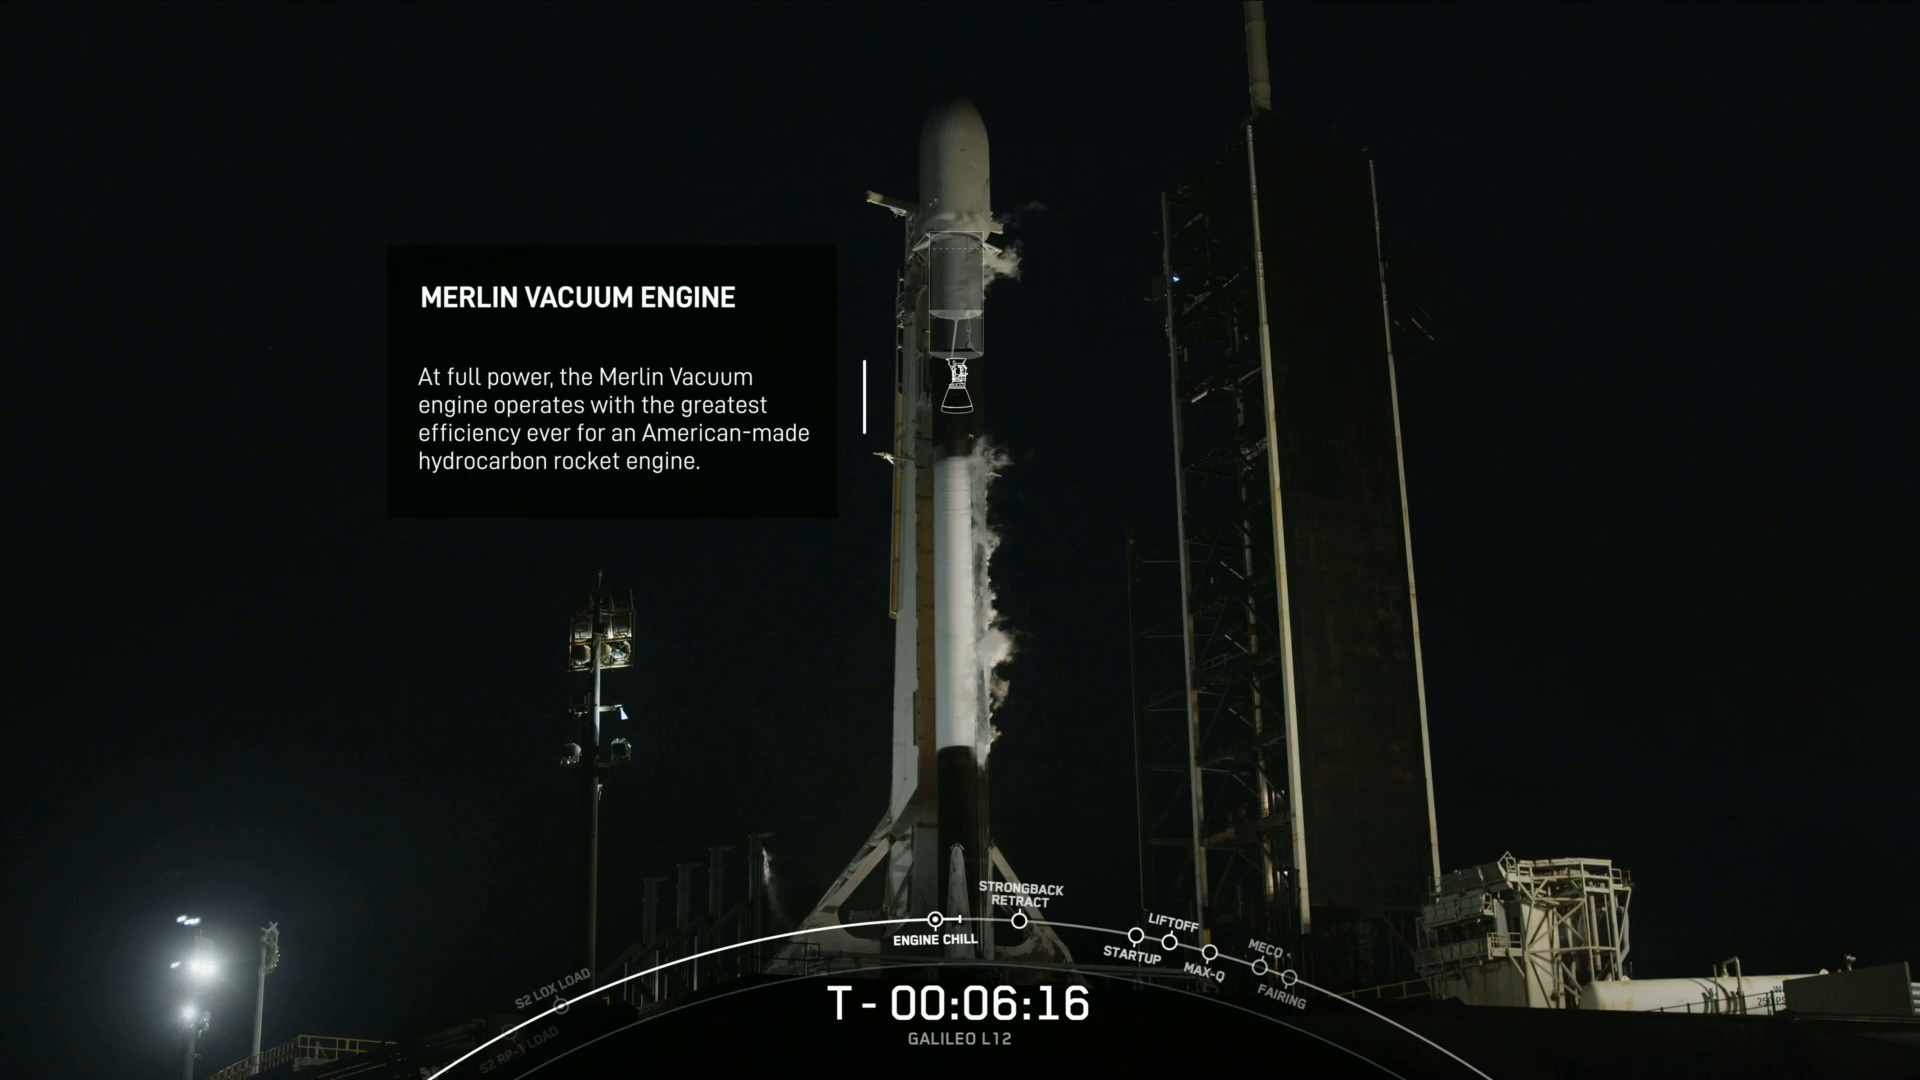 MERLIN VACUUM ENGINE
At full power, the Merlin Vacuum
engine operates with the greatest
efficiency ever for an American-made
hydrocarbon rocket engine.
STRONGBACK
RETRACT
ENGINE CHILL
LIFTOFF
STARTUP
MAX-Q
MECO
FAIRING
S2 LOX LOAD
S2 RP-1 LOAD
T - 00:06:16
GALILEO L12